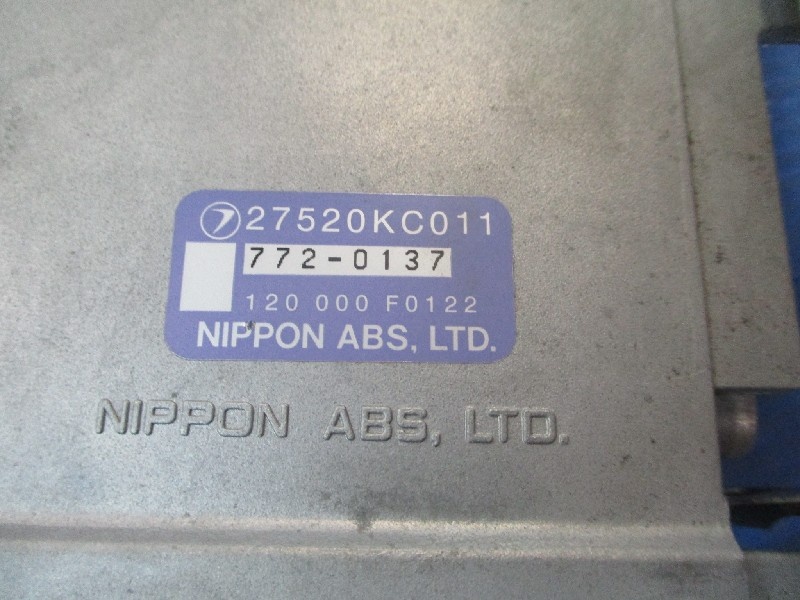 27520KC011
772-0137
120 000 F0122
NIPPON ABS, LTD.
NIPPON ABS, LTD.